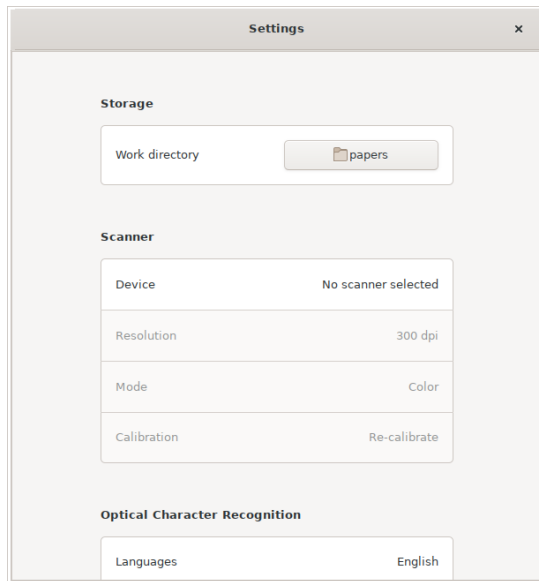 Settings ×
Storage
Work directory papers
Scanner
Device No scanner selected
Resolution 300 dpi
Mode Color
Calibration Re-calibrate
Optical Character Recognition
Languages English